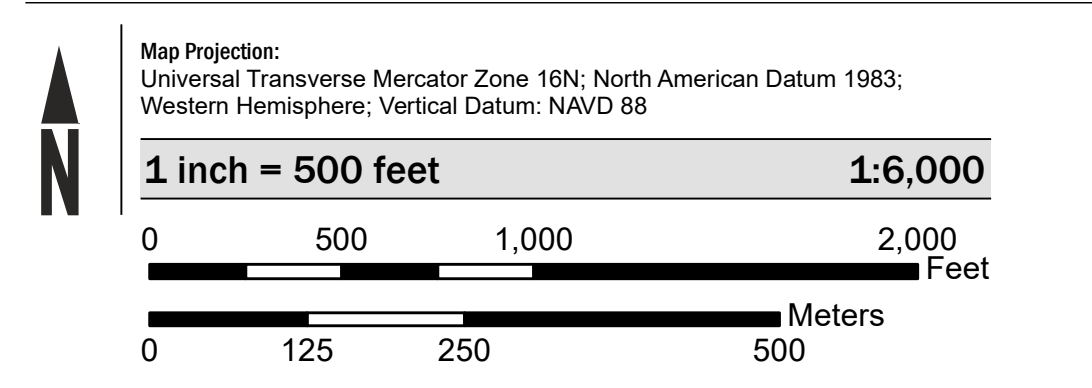 N
Map Projection:
Universal Transverse Mercator Zone 16N; North American Datum 1983;
Western Hemisphere; Vertical Datum: NAVD 88
1 inch = 500 feet 1:6,000
0 500 1,000 2,000
Feet
Meters
0 125 250 500